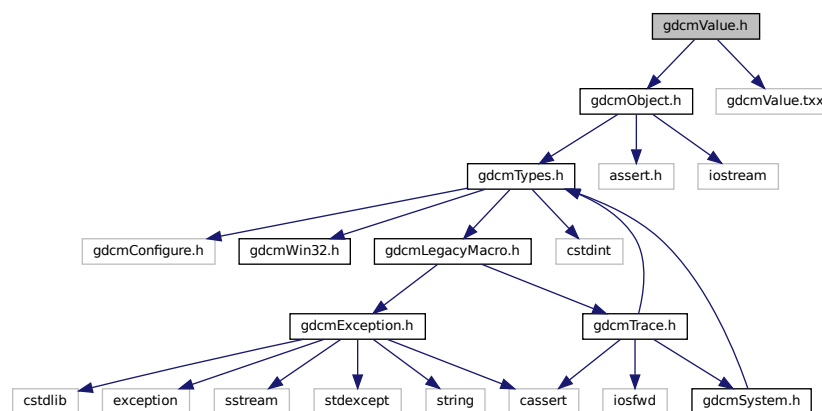 gdcmValue.h
gdcmObject.h
gdcmValue.txx
gdcmTypes.h
assert.h
iostream
gdcmConfigure.h
gdcmWin32.h
gdcmLegacyMacro.h
cstdint
gdcmException.h
gdcmTrace.h
cstdlib
exception
sstream
stdexcept
string
cassert
iosfwd
gdcmSystem.h